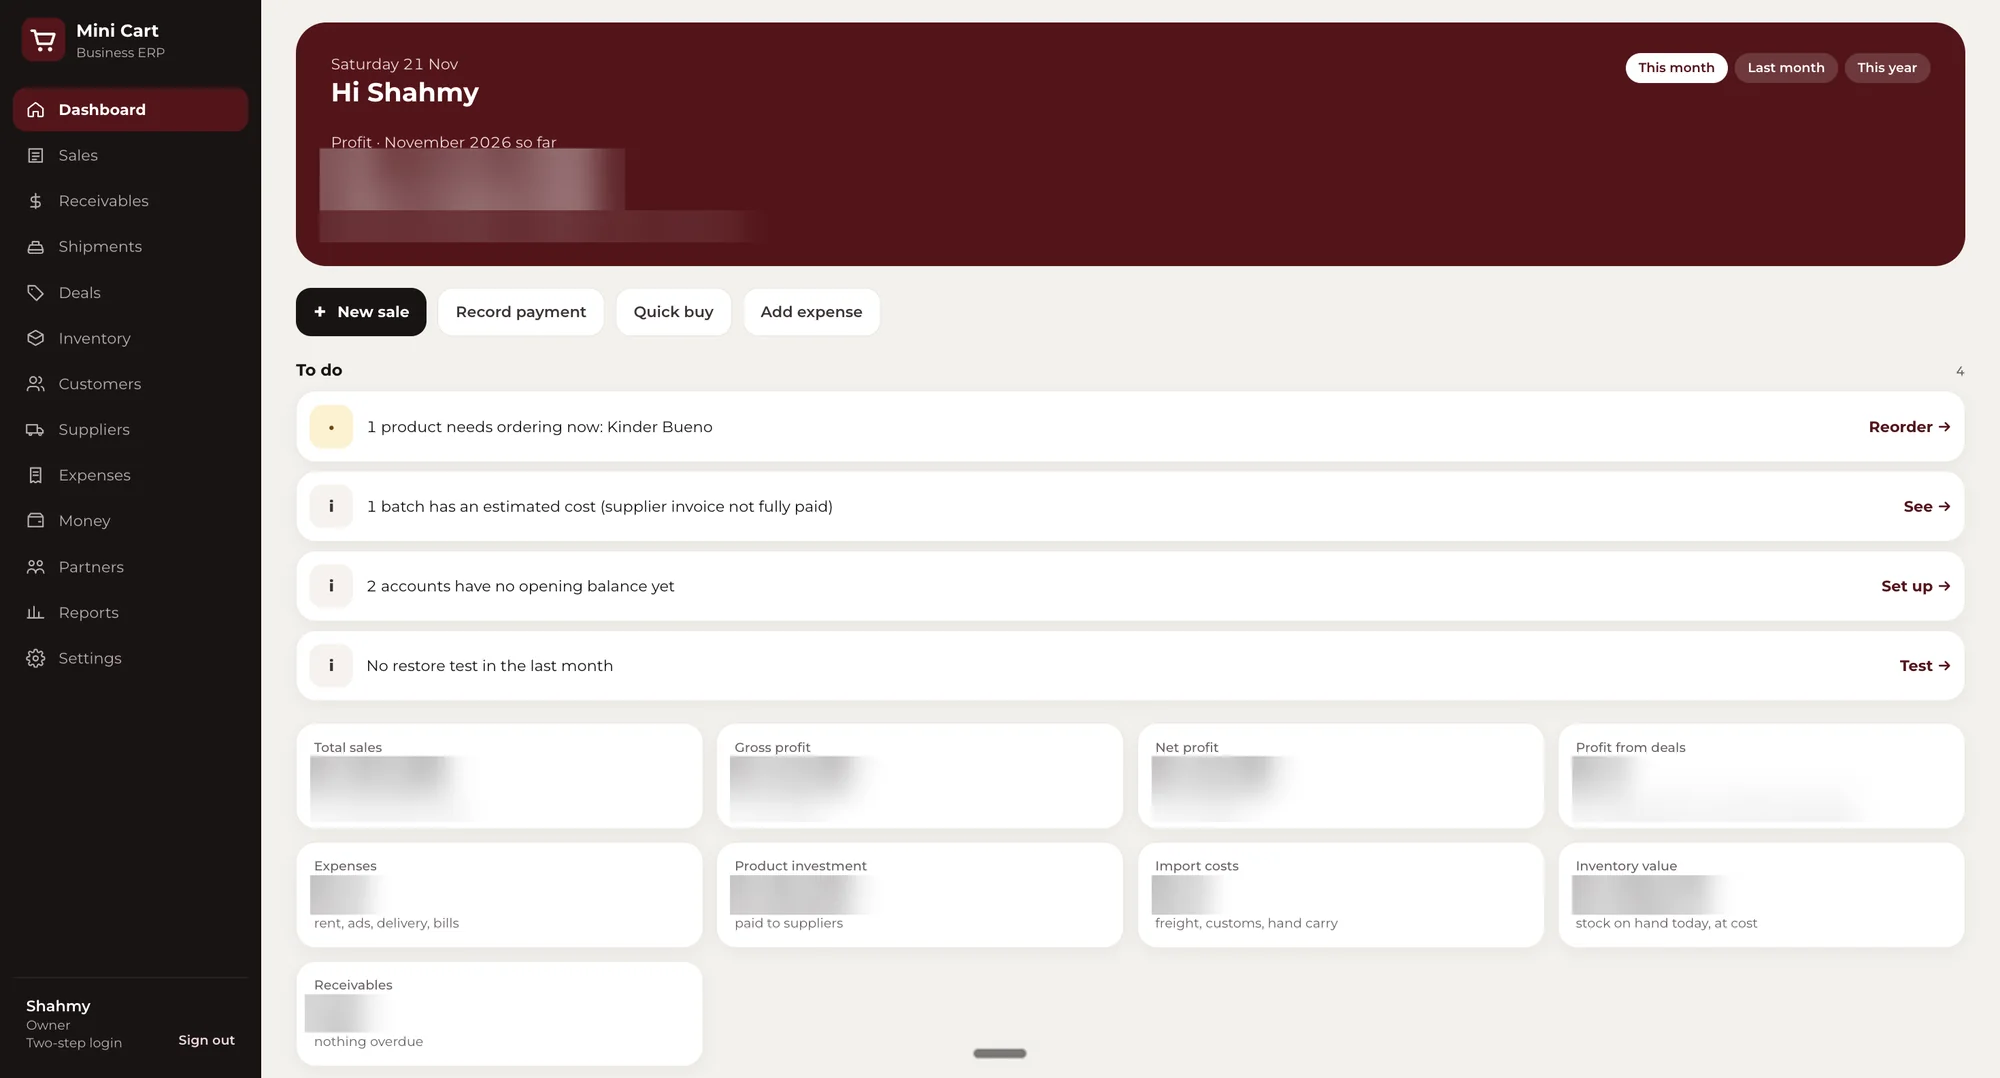 Mini Cart
Business ERP
Dashboard
Sales
Receivables
Shipments
Deals
Inventory
Customers
Suppliers
Expenses
Money
Partners
Reports
Settings
Shahmy
Owner
Two-step login
Sign out
Saturday 21 Nov
Hi Shahmy
This month
Last month
This year
Profit · November 2026 so far
+ New sale
Record payment
Quick buy
Add expense
To do
4
1 product needs ordering now: Kinder Bueno
Reorder →
1 batch has an estimated cost (supplier invoice not fully paid)
See →
2 accounts have no opening balance yet
Set up →
No restore test in the last month
Test →
Total sales
Gross profit
Net profit
Profit from deals
Expenses
rent, ads, delivery, bills
Product investment
paid to suppliers
Import costs
freight, customs, hand carry
Inventory value
stock on hand today, at cost
Receivables
nothing overdue